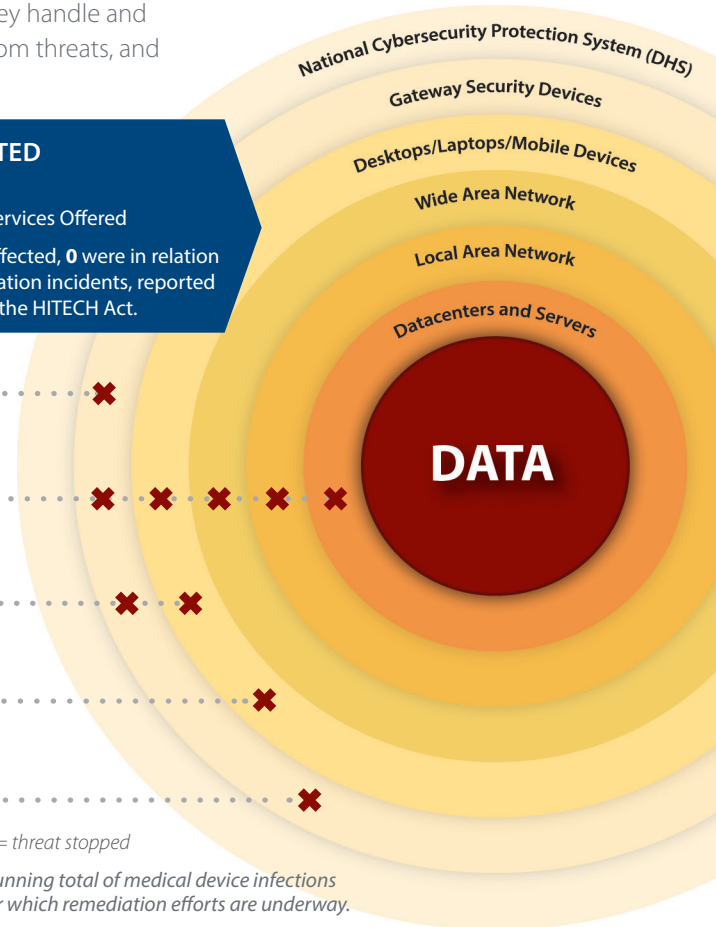 ey handle and
om threats, and
National Cybersecurity Protection System (DHS)
Gateway Security Devices
Desktops/Laptops/Mobile Devices
Wide Area Network
Local Area Network
Datacenters and Servers
DATA
TED
ervices Offered
ffected, 0 were in relation
ation incidents, reported
the HITECH Act.
= threat stopped
unning total of medical device infections
r which remediation efforts are underway.